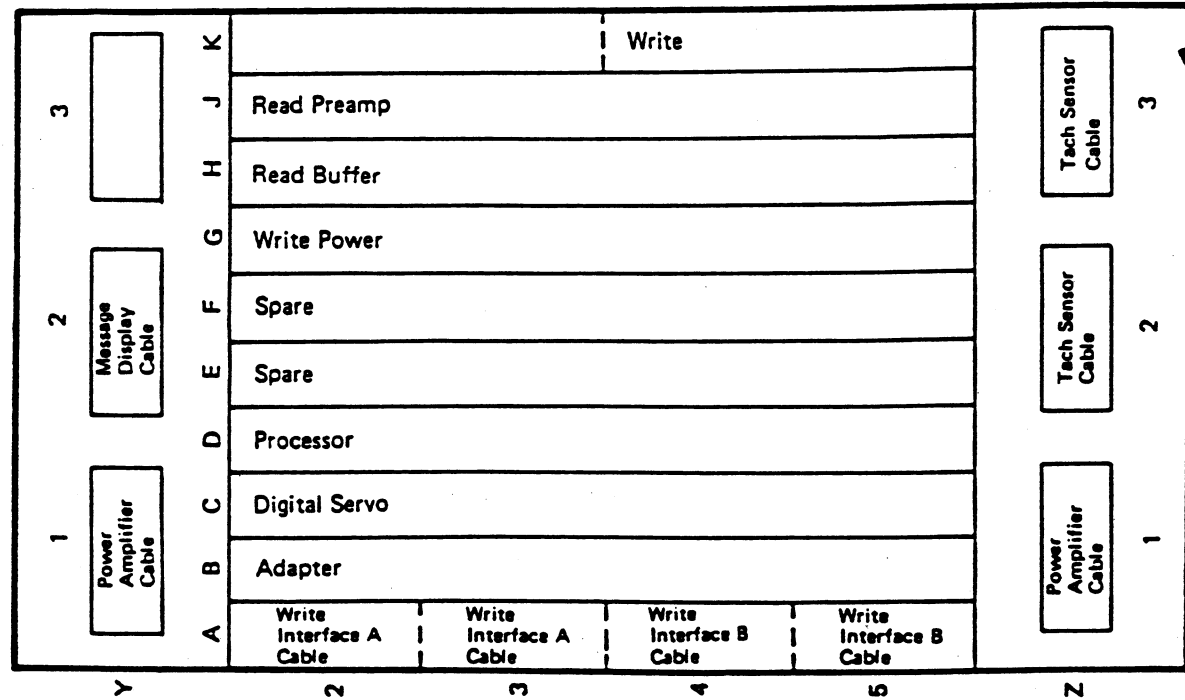 K
Write
3
J
Read Preamp
Tach Sensor
Cable
3
H
Read Buffer
G
Write Power
2
Message
Display
Cable
F
Spare
Tach Sensor
Cable
2
E
Spare
D
Processor
1
Power
Amplifier
Cable
C
Digital Servo
Power
Amplifier
Cable
1
B
Adapter
A
Write
Interface A
Cable
Write
Interface A
Cable
Write
Interface B
Cable
Write
Interface B
Cable
Y
2
3
4
5
Z